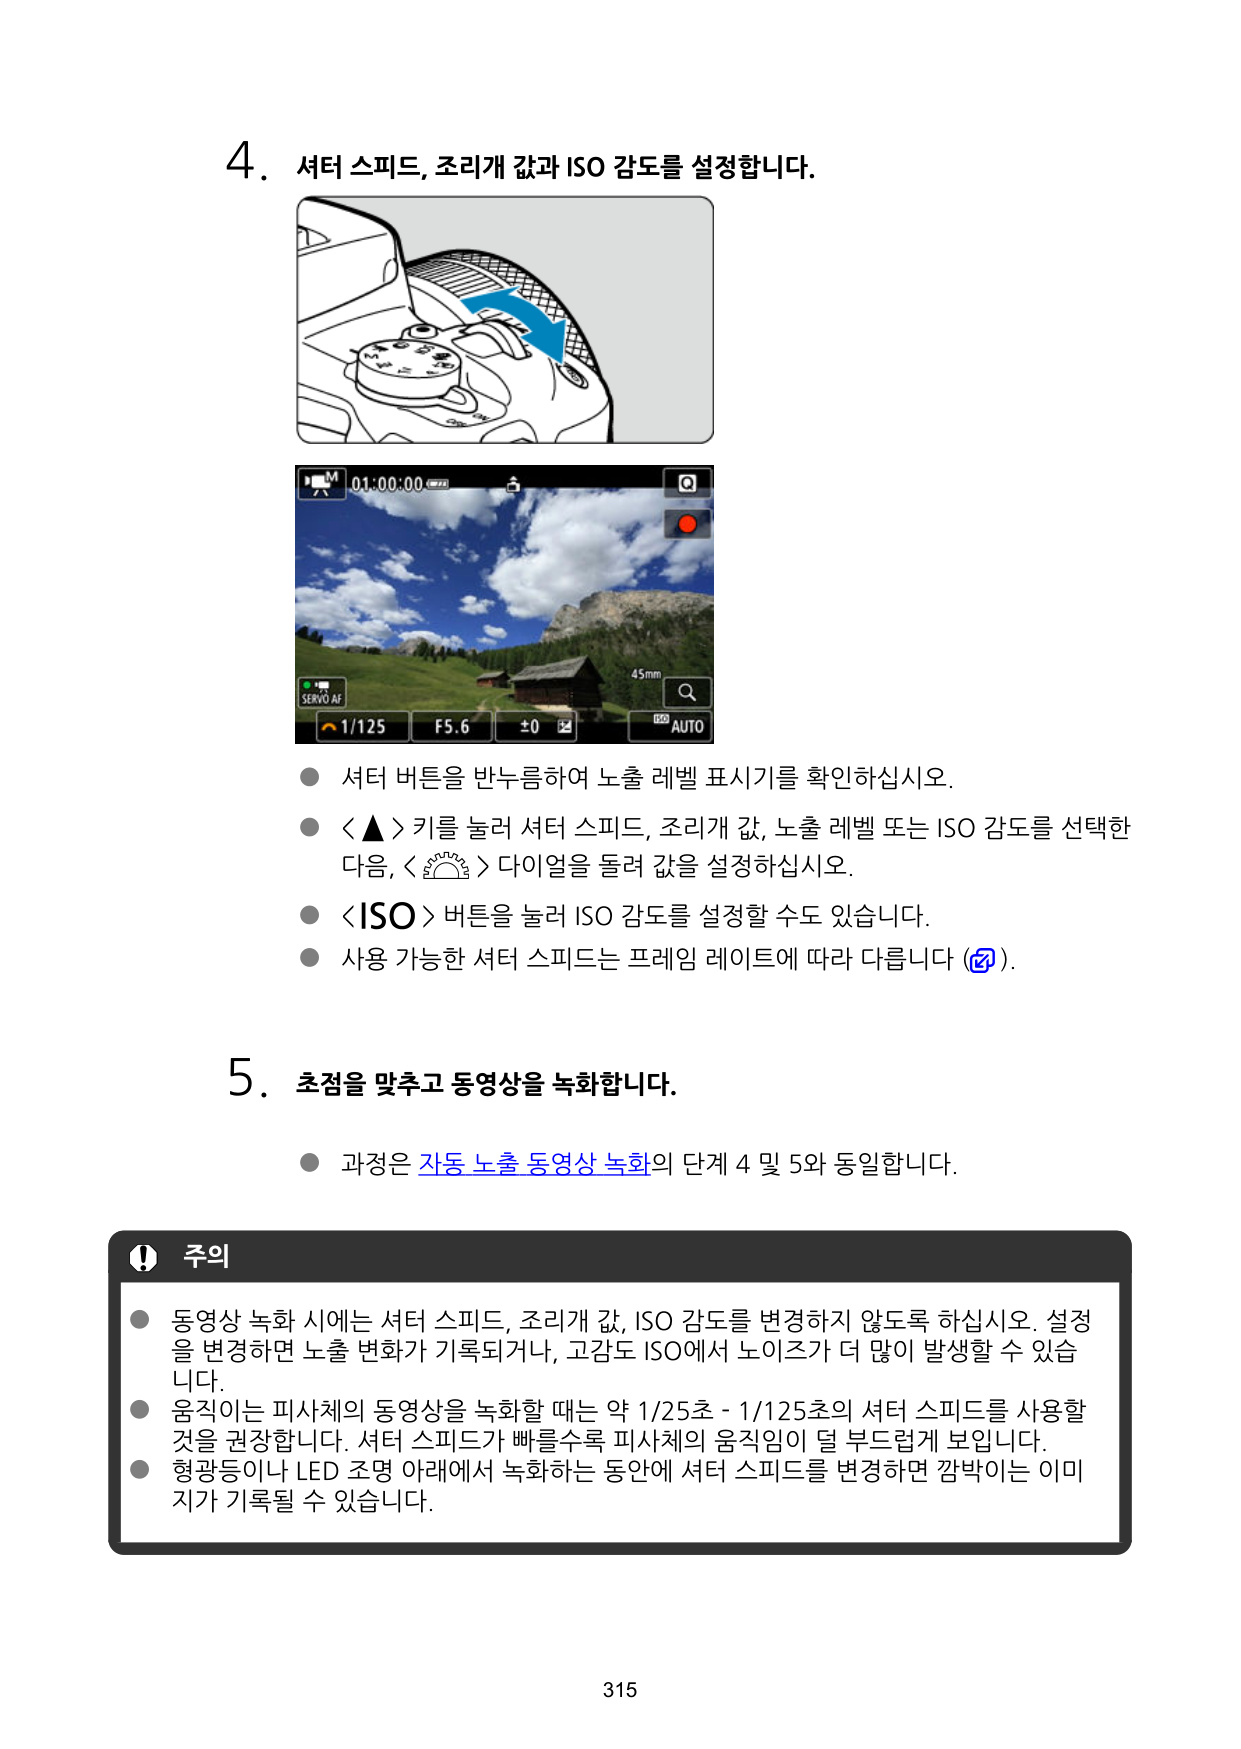 4. 셔터 스피드, 조리개 값과 ISO 감도를 설정합니다.
M 01:00:00 Q
45mm
SERVO AF
1/125 F5.6 ±0 ISO AUTO
● 셔터 버튼을 반누름하여 노출 레벨 표시기를 확인하십시오.
● < ▲ > 키를 눌러 셔터 스피드, 조리개 값, 노출 레벨 또는 ISO 감도를 선택한
다음, < > 다이얼을 돌려 값을 설정하십시오.
● <ISO> 버튼을 눌러 ISO 감도를 설정할 수도 있습니다.
● 사용 가능한 셔터 스피드는 프레임 레이트에 따라 다릅니다 ( ).
5. 초점을 맞추고 동영상을 녹화합니다.
● 과정은 자동 노출 동영상 녹화의 단계 4 및 5와 동일합니다.
주의
● 동영상 녹화 시에는 셔터 스피드, 조리개 값, ISO 감도를 변경하지 않도록 하십시오. 설정
을 변경하면 노출 변화가 기록되거나, 고감도 ISO에서 노이즈가 더 많이 발생할 수 있습
니다.
● 움직이는 피사체의 동영상을 녹화할 때는 약 1/25초 - 1/125초의 셔터 스피드를 사용할
것을 권장합니다. 셔터 스피드가 빠를수록 피사체의 움직임이 덜 부드럽게 보입니다.
● 형광등이나 LED 조명 아래에서 녹화하는 동안에 셔터 스피드를 변경하면 깜박이는 이미
지가 기록될 수 있습니다.
315